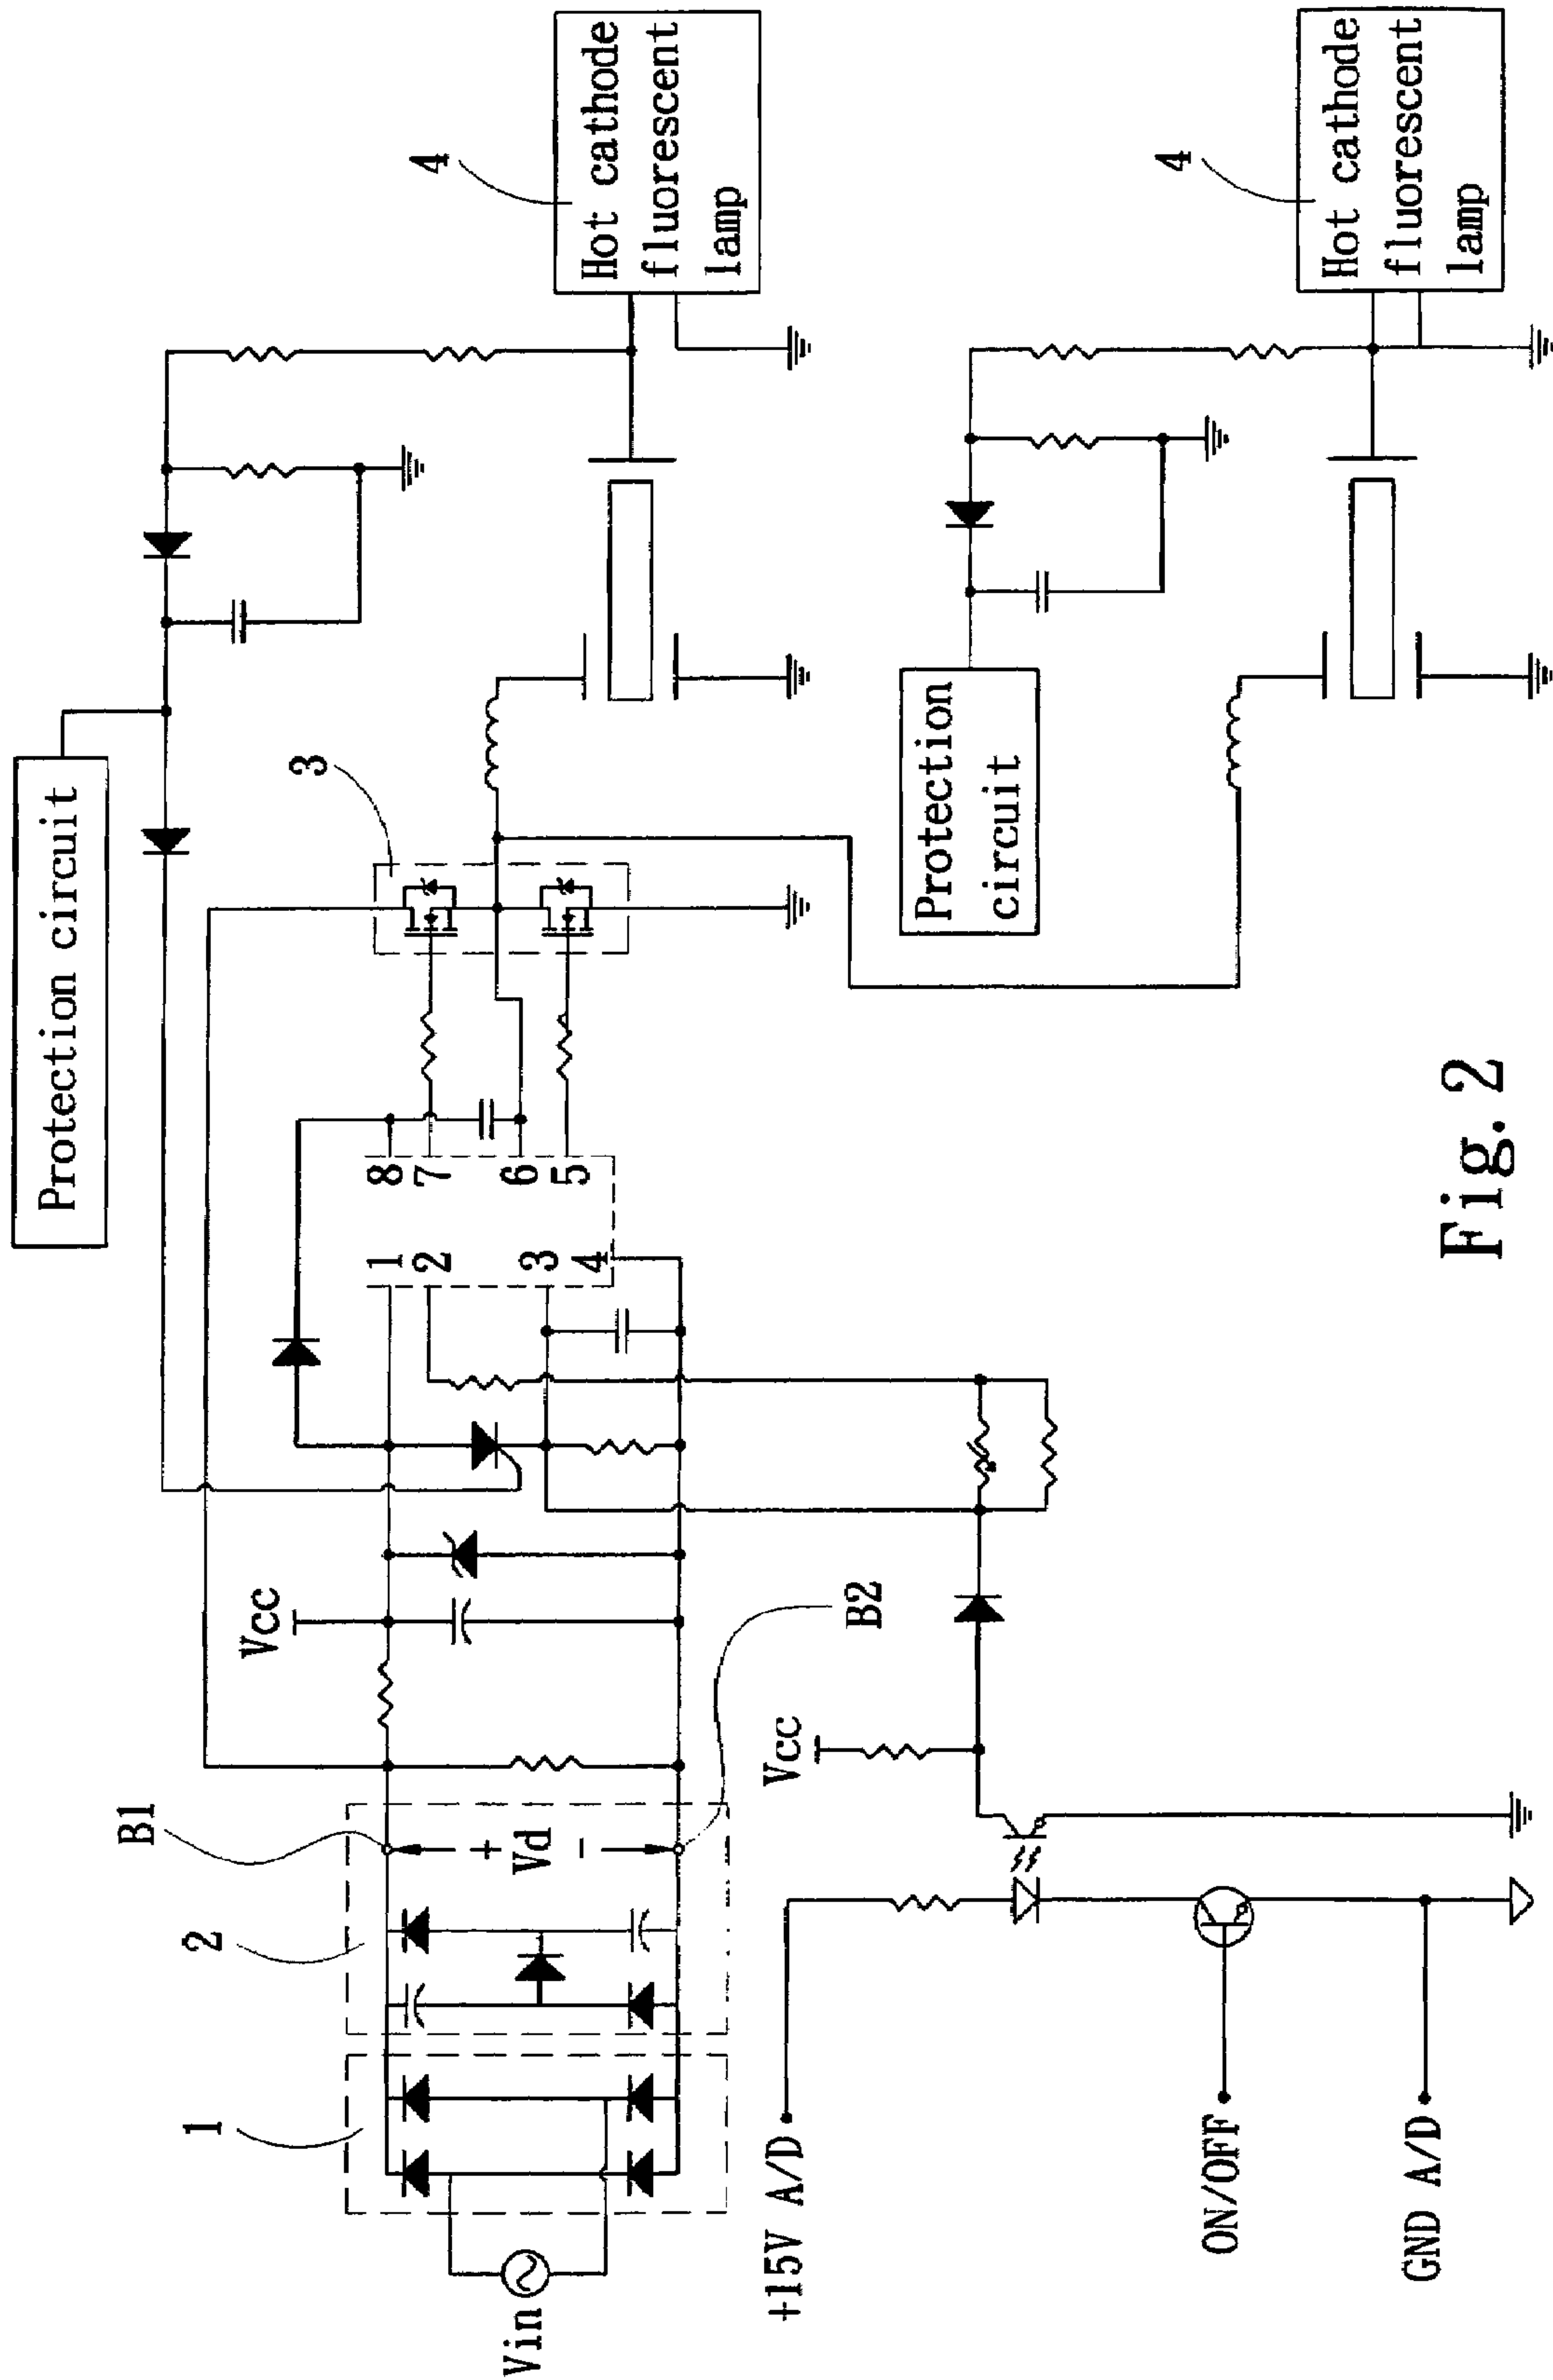 Protection circuit
4
Hot cathode
fluorescent
lamp
3
8
7
6
5
1
2
3
4
Vcc
B1
B2
2
1
+
Vd
-
Vin
Protection
circuit
4
Hot cathode
fluorescent
lamp
Vcc
+15V A/D
ON/OFF
GND A/D
Fig. 2